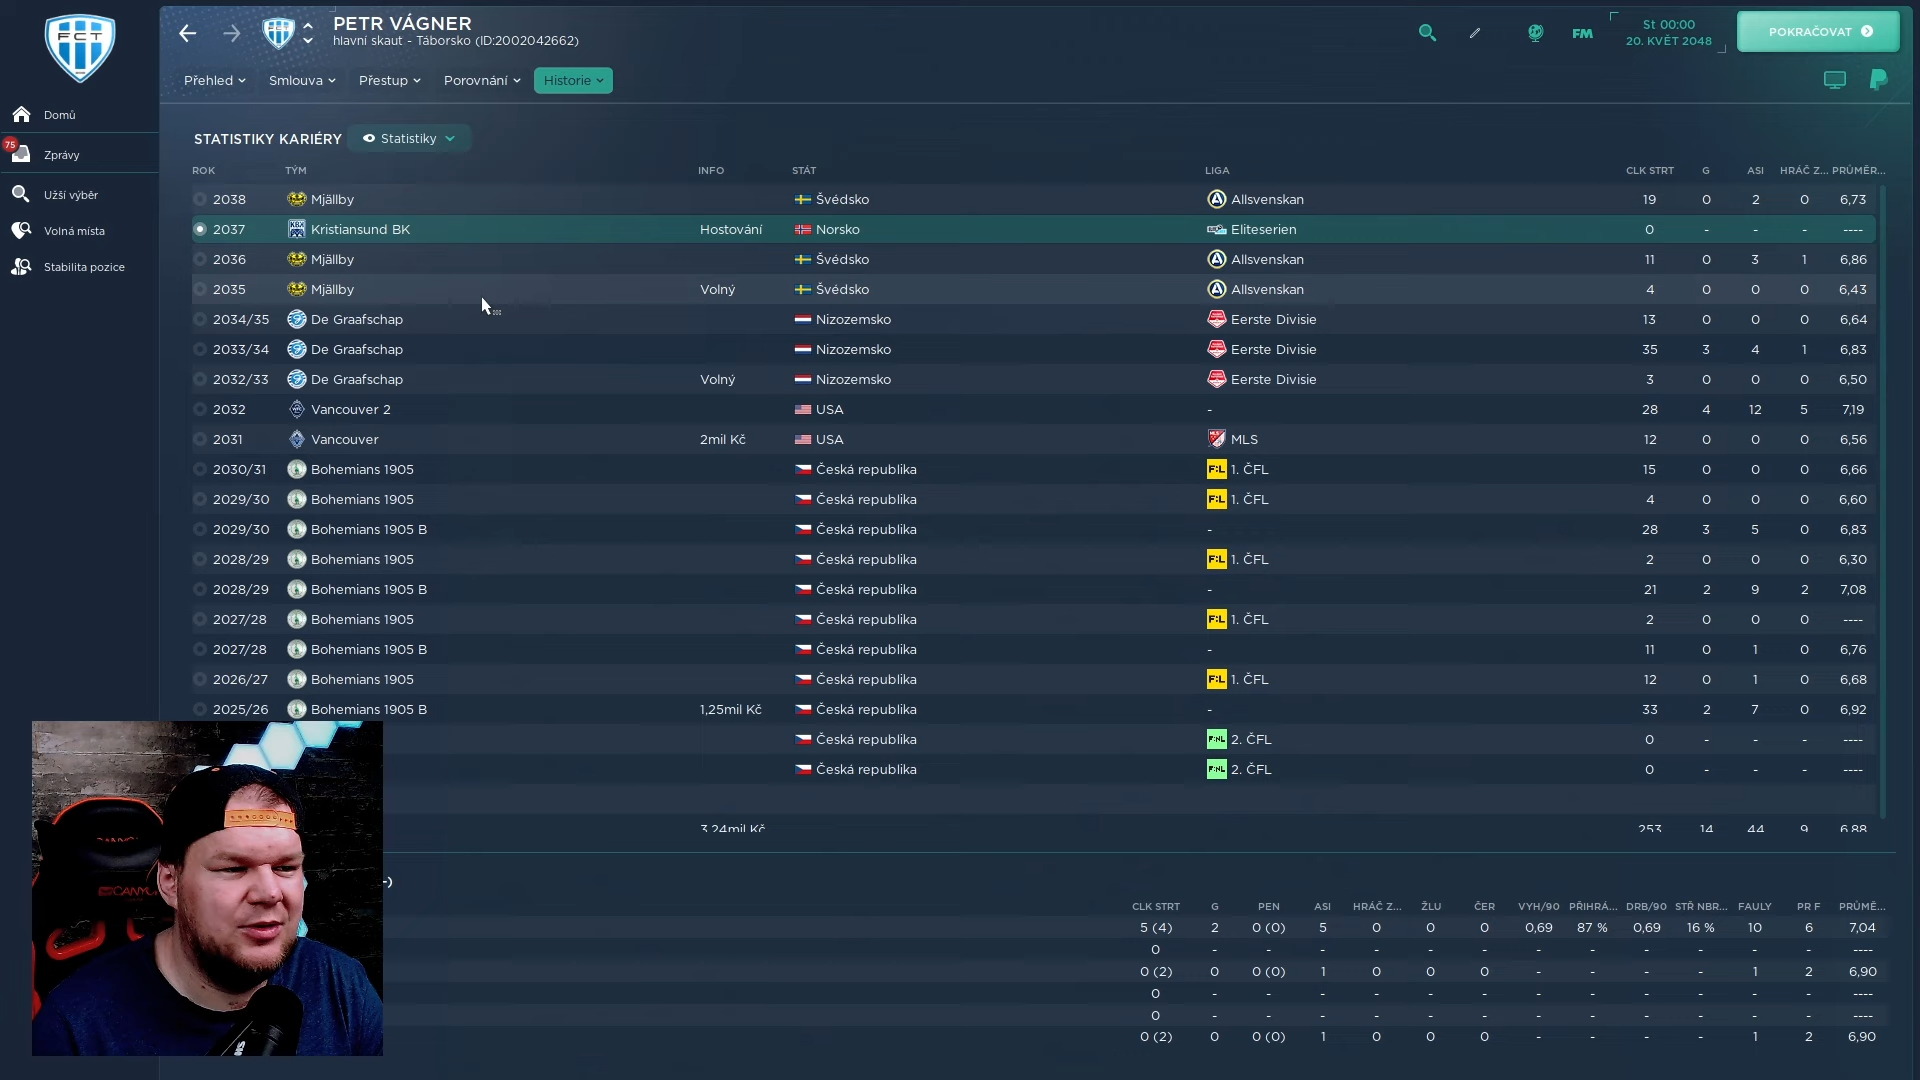 FCT
PETR VÁGNER
hlavní skaut - Táborsko (ID:2002042662)
FM
St 00:00
20. KVĚT 2048
POKRAČOVAT
Přehled Smlouva Přestup Porovnání Historie
Domů
75
Zprávy
Užší výběr
Volná místa
Stabilita pozice
STATISTIKY KARIÉRY Statistiky
ROK TÝM INFO STÁT LIGA CLK STRT G ASI HRÁČ Z... PRŮMĚR...
2038 Mjällby Švédsko Allsvenskan 19 0 2 0 6,73
2037 Kristiansund BK Hostování Norsko Eliteserien 0 - - - ----
2036 Mjällby Švédsko Allsvenskan 11 0 3 1 6,86
2035 Mjällby Volný Švédsko Allsvenskan 4 0 0 0 6,43
2034/35 De Graafschap Nizozemsko Eerste Divisie 13 0 0 0 6,64
2033/34 De Graafschap Nizozemsko Eerste Divisie 35 3 4 1 6,83
2032/33 De Graafschap Volný Nizozemsko Eerste Divisie 3 0 0 0 6,50
2032 Vancouver 2 USA - 28 4 12 5 7,19
2031 Vancouver 2mil Kč USA MLS 12 0 0 0 6,56
2030/31 Bohemians 1905 Česká republika F:L 1. ČFL 15 0 0 0 6,66
2029/30 Bohemians 1905 Česká republika F:L 1. ČFL 4 0 0 0 6,60
2029/30 Bohemians 1905 B Česká republika - 28 3 5 0 6,83
2028/29 Bohemians 1905 Česká republika F:L 1. ČFL 2 0 0 0 6,30
2028/29 Bohemians 1905 B Česká republika - 21 2 9 2 7,08
2027/28 Bohemians 1905 Česká republika F:L 1. ČFL 2 0 0 0 ----
2027/28 Bohemians 1905 B Česká republika - 11 0 1 0 6,76
2026/27 Bohemians 1905 Česká republika F:L 1. ČFL 12 0 1 0 6,68
2025/26 Bohemians 1905 B 1,25mil Kč Česká republika - 33 2 7 0 6,92
Česká republika F:NL 2. ČFL 0 - - - ----
Česká republika F:NL 2. ČFL 0 - - - ----
3,24mil Kč 253 14 44 9 6,88
-)
CLK STRT G PEN ASI HRÁČ Z... ŽLU ČER VYH/90 PŘIHRÁ... DRB/90 STŘ NBR... FAULY PR F PRŮMĚ...
5 (4) 2 0 (0) 5 0 0 0 0,69 87 % 0,69 16 % 10 6 7,04
0 - - - - - - - - - - - - ----
0 (2) 0 0 (0) 1 0 0 0 - - - - 1 2 6,90
0 - - - - - - - - - - - - ----
0 - - - - - - - - - - - - ----
0 (2) 0 0 (0) 1 0 0 0 - - - - 1 2 6,90